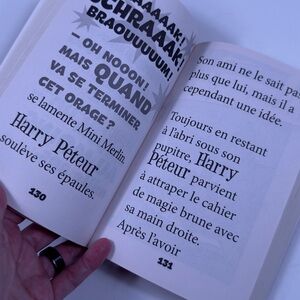 SCHRAAAK!
BRAOUUUUUM!
— OH NOOON!
MAIS QUAND
VA SE TERMINER
CET ORAGE?
se lamente Mini Merlin.
Harry Péteur
soulève ses épaules.
130
Son ami ne le sait pas
plus que lui, mais il a
cependant une idée.
Toujours en restant
à l'abri sous son
pupitre, Harry
Péteur parvient
à attraper le cahier
de magie brune avec
sa main droite.
Après l'avoir
131